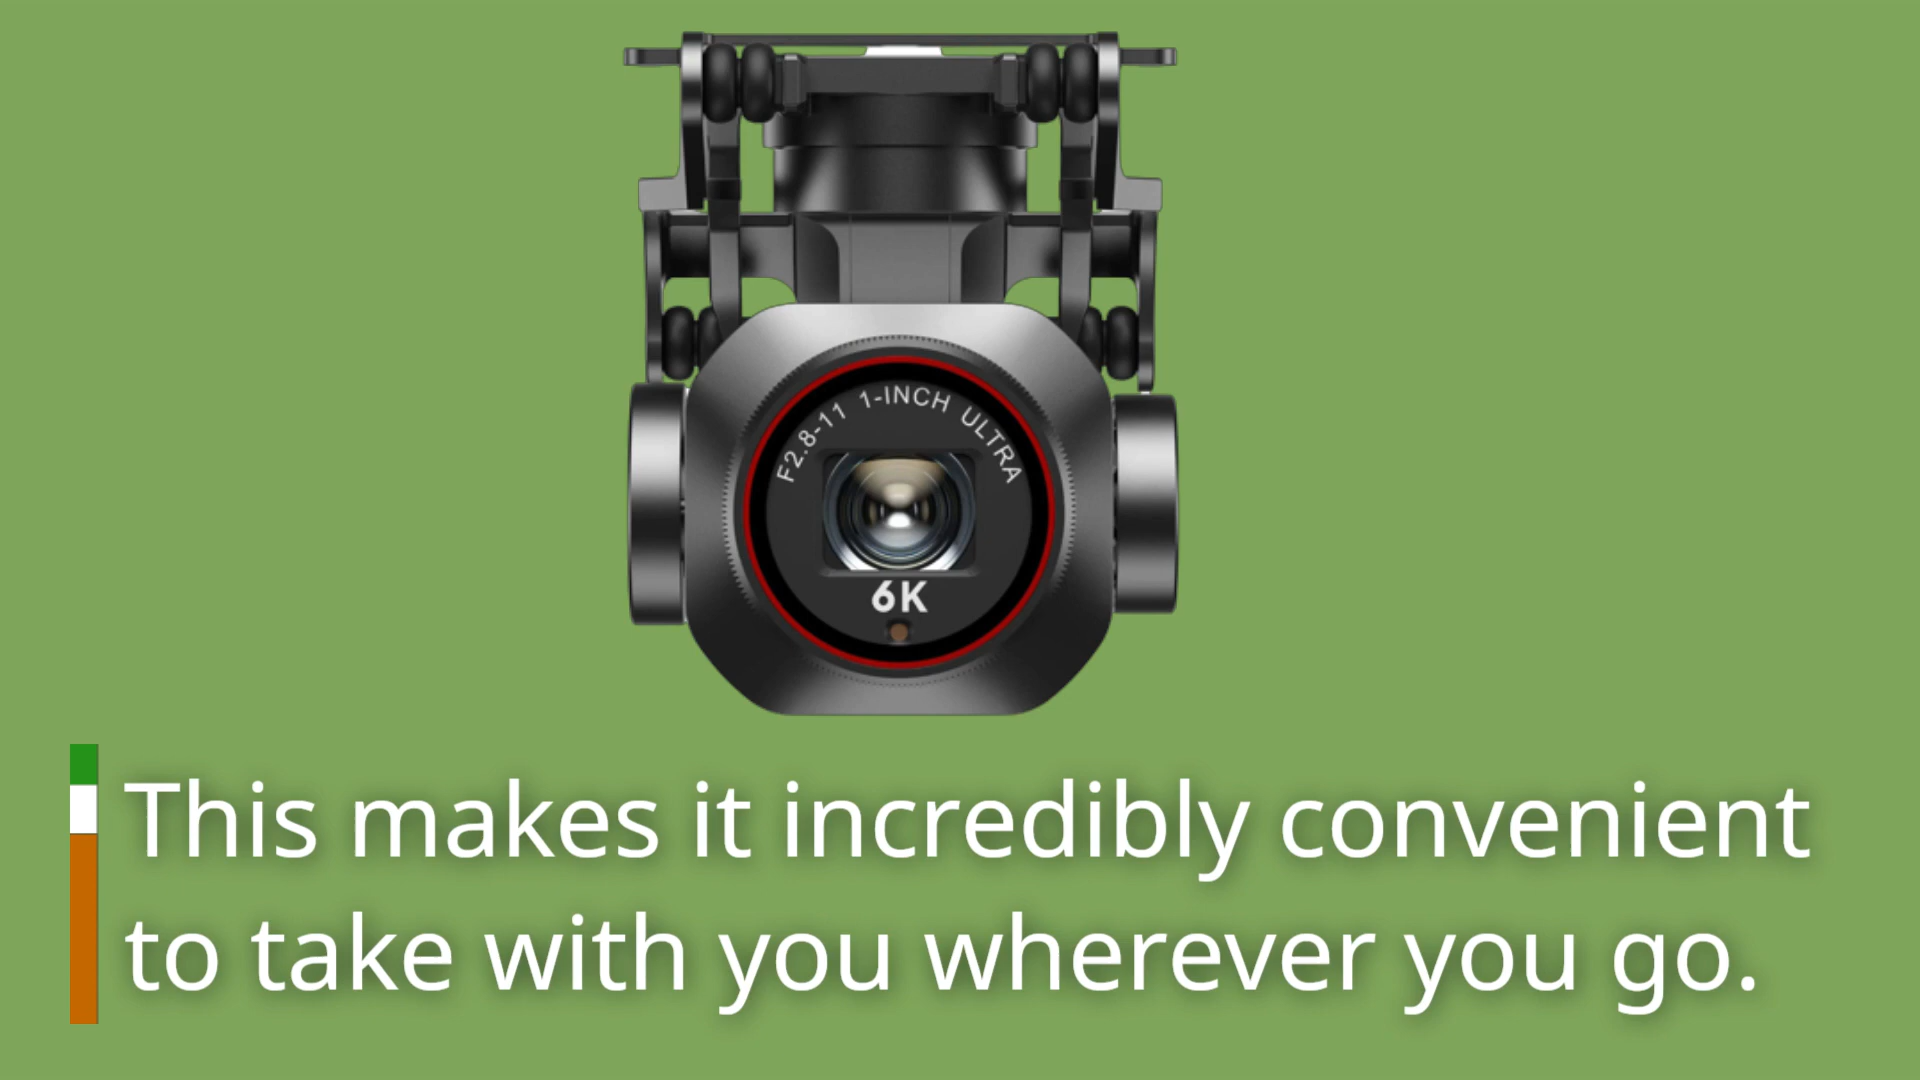 F2.8-11 1-INCH ULTRA
6K
This makes it incredibly convenient
to take with you wherever you go.